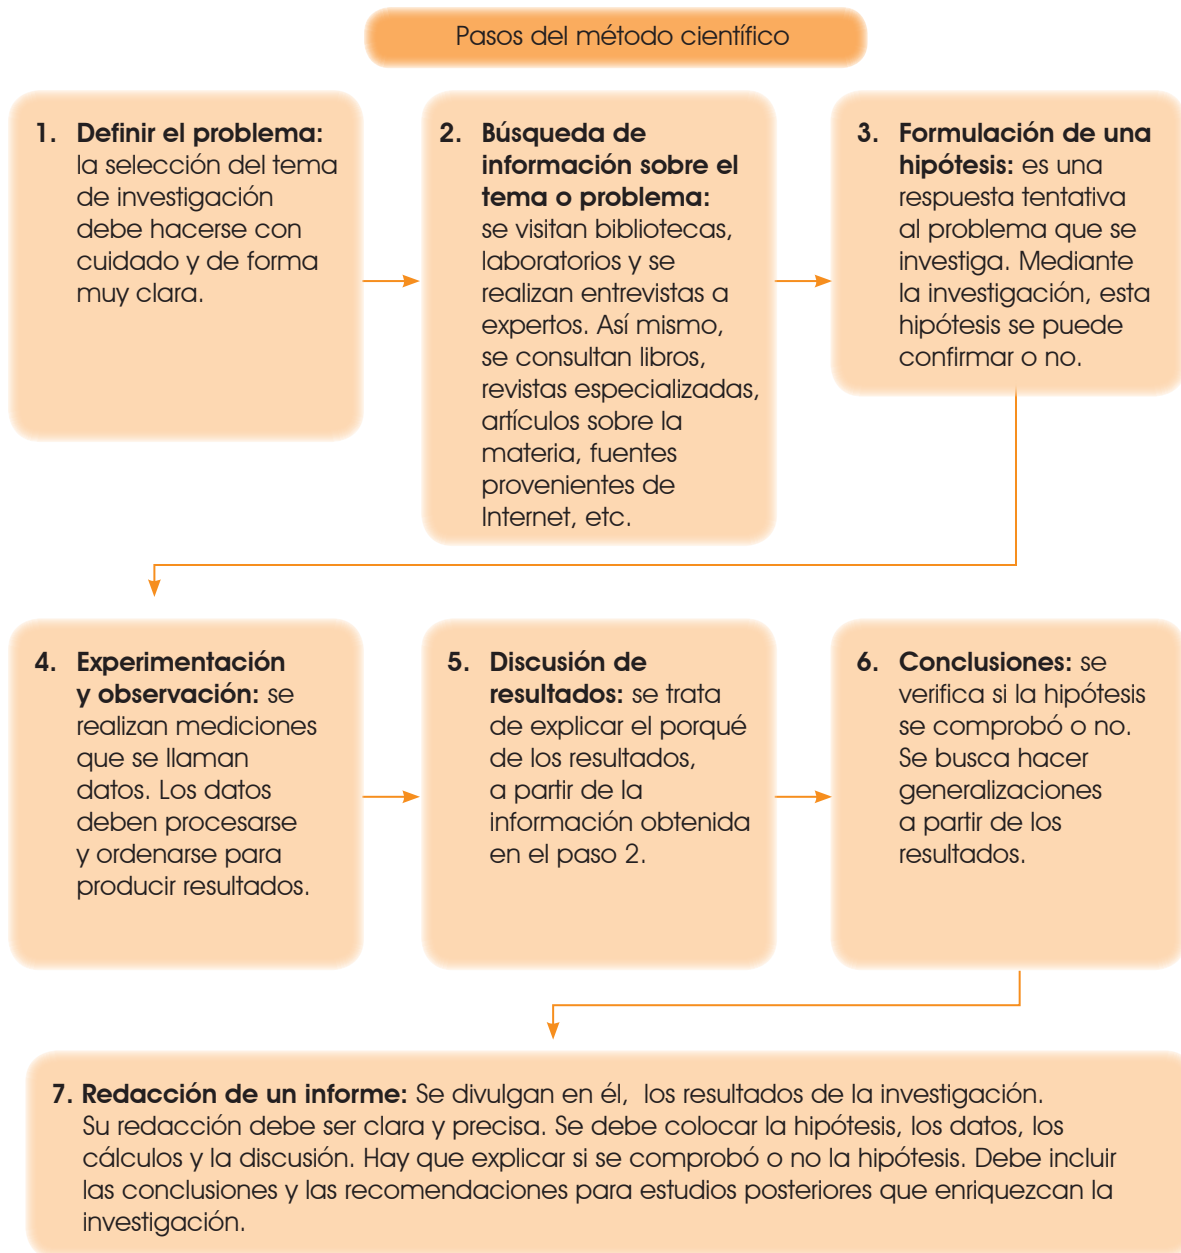 Pasos del método científico
1. Definir el problema:
la selección del tema
de investigación
debe hacerse con
cuidado y de forma
muy clara.
2. Búsqueda de
información sobre el
tema o problema:
se visitan bibliotecas,
laboratorios y se
realizan entrevistas a
expertos. Así mismo,
se consultan libros,
revistas especializadas,
artículos sobre la
materia, fuentes
provenientes de
Internet, etc.
3. Formulación de una
hipótesis: es una
respuesta tentativa
al problema que se
investiga. Mediante
la investigación, esta
hipótesis se puede
confirmar o no.
4. Experimentación
y observación: se
realizan mediciones
que se llaman
datos. Los datos
deben procesarse
y ordenarse para
producir resultados.
5. Discusión de
resultados: se trata
de explicar el porqué
de los resultados,
a partir de la
información obtenida
en el paso 2.
6. Conclusiones: se
verifica si la hipótesis
se comprobó o no.
Se busca hacer
generalizaciones
a partir de los
resultados.
7. Redacción de un informe: Se divulgan en él, los resultados de la investigación.
Su redacción debe ser clara y precisa. Se debe colocar la hipótesis, los datos, los
cálculos y la discusión. Hay que explicar si se comprobó o no la hipótesis. Debe incluir
las conclusiones y las recomendaciones para estudios posteriores que enriquezcan la
investigación.